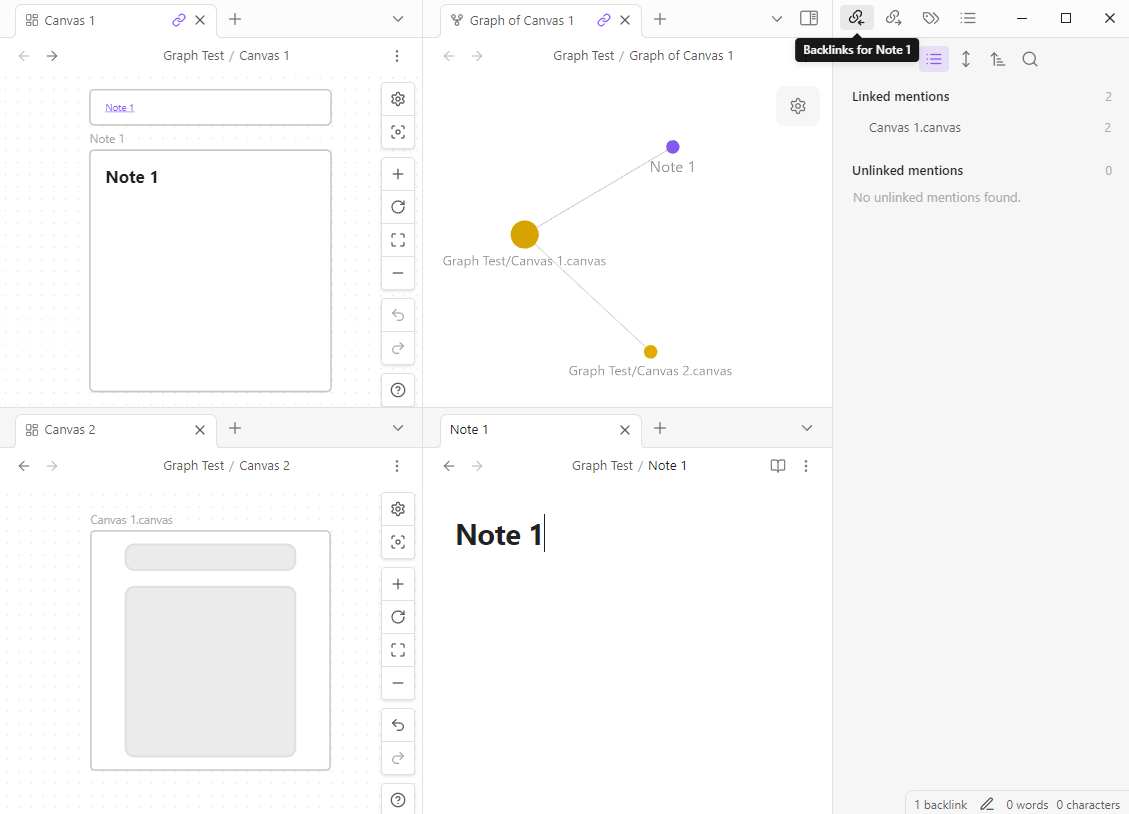 Canvas 1
Graph Test / Canvas 1
Note 1
Note 1
Note 1
Graph of Canvas 1
Graph Test / Graph of Canvas 1
Note 1
Graph Test/Canvas 1.canvas
Graph Test/Canvas 2.canvas
Backlinks for Note 1
Linked mentions 2
Canvas 1.canvas 2
Unlinked mentions 0
No unlinked mentions found.
Canvas 2
Graph Test / Canvas 2
Canvas 1.canvas
Note 1
Graph Test / Note 1
Note 1
1 backlink 0 words 0 characters